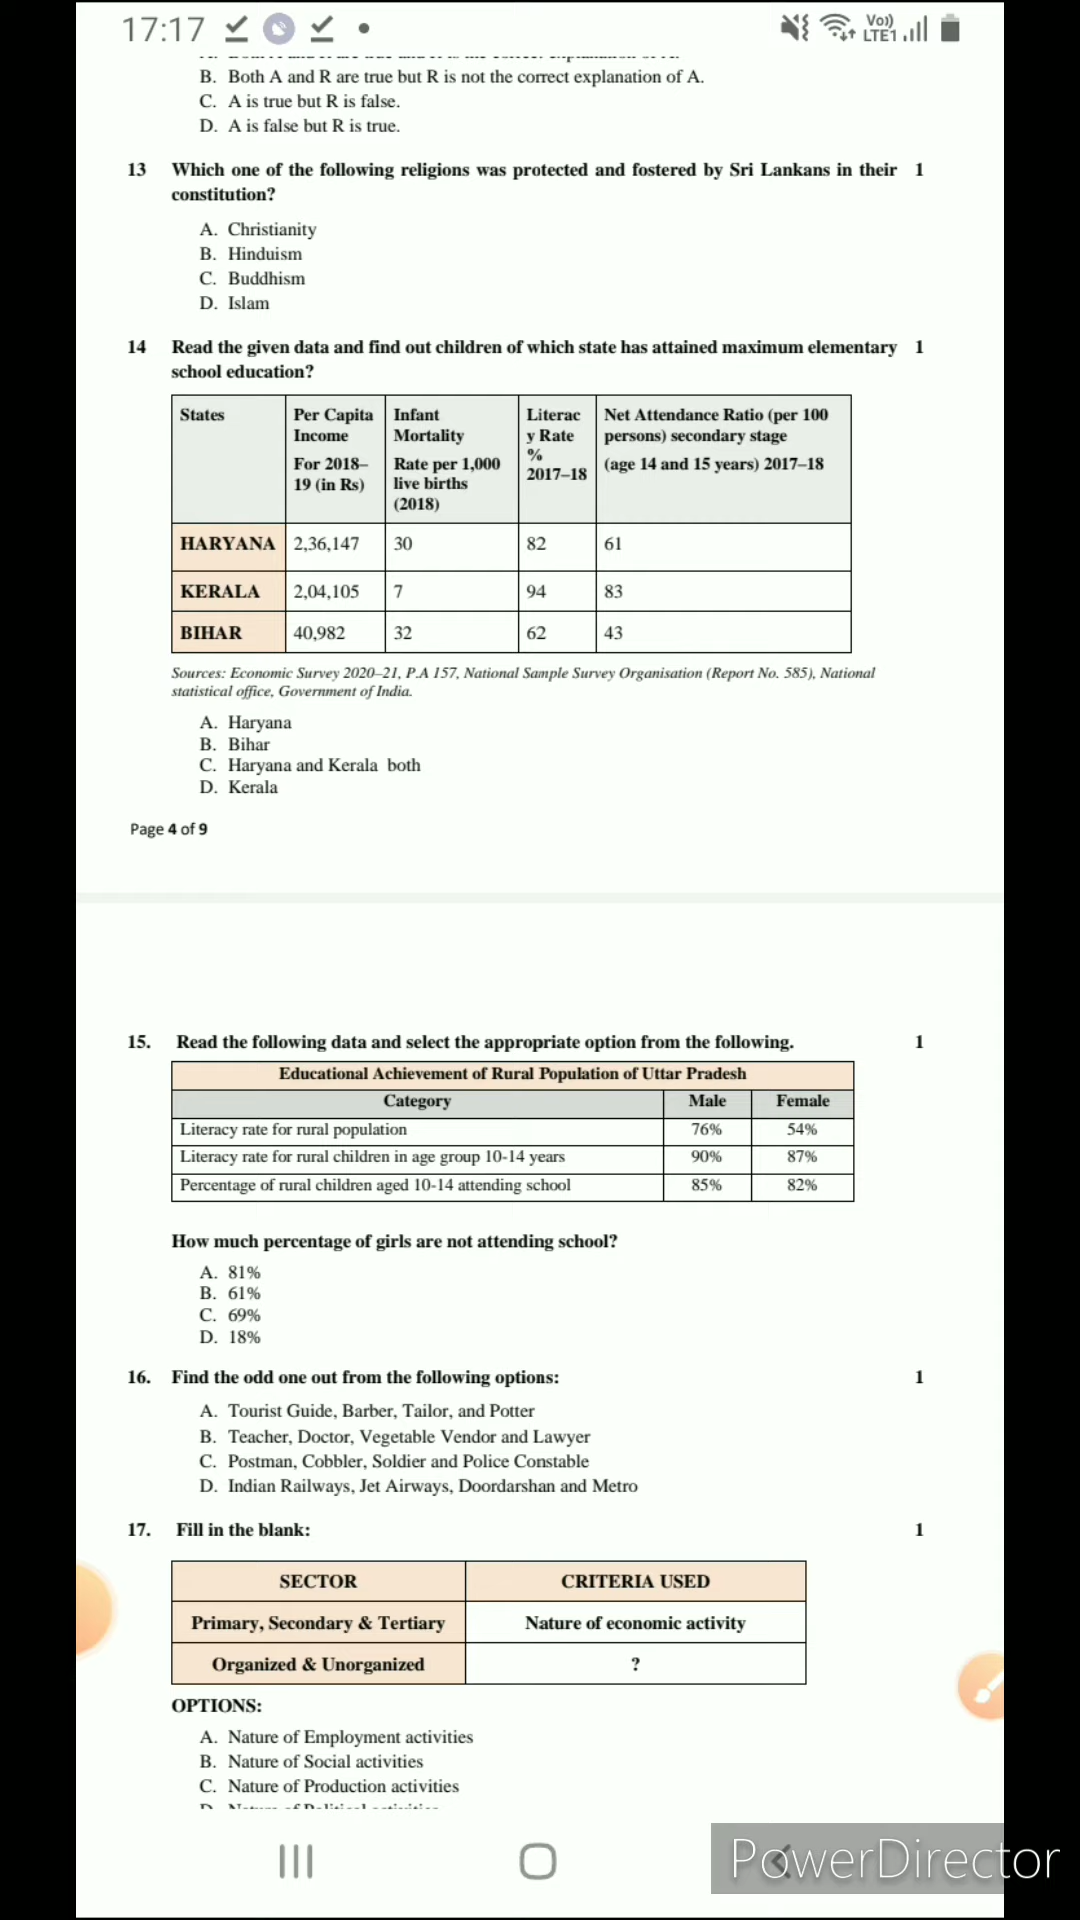 17:17
Vo))
LTE1
B. Both A and R are true but R is not the correct explanation of A.
C. A is true but R is false.
D. A is false but R is true.
13 Which one of the following religions was protected and fostered by Sri Lankans in their 1
constitution?
A. Christianity
B. Hinduism
C. Buddhism
D. Islam
14 Read the given data and find out children of which state has attained maximum elementary 1
school education?
States Per Capita Infant Literac Net Attendance Ratio (per 100
Income Mortality y Rate persons) secondary stage
%
For 2018– Rate per 1,000 2017–18 (age 14 and 15 years) 2017–18
19 (in Rs) live births
(2018)
HARYANA 2,36,147 30 82 61
KERALA 2,04,105 7 94 83
BIHAR 40,982 32 62 43
Sources: Economic Survey 2020–21, P.A 157, National Sample Survey Organisation (Report No. 585), National
statistical office, Government of India.
A. Haryana
B. Bihar
C. Haryana and Kerala both
D. Kerala
Page 4 of 9
15. Read the following data and select the appropriate option from the following. 1
Educational Achievement of Rural Population of Uttar Pradesh
Category Male Female
Literacy rate for rural population 76% 54%
Literacy rate for rural children in age group 10-14 years 90% 87%
Percentage of rural children aged 10-14 attending school 85% 82%
How much percentage of girls are not attending school?
A. 81%
B. 61%
C. 69%
D. 18%
16. Find the odd one out from the following options: 1
A. Tourist Guide, Barber, Tailor, and Potter
B. Teacher, Doctor, Vegetable Vendor and Lawyer
C. Postman, Cobbler, Soldier and Police Constable
D. Indian Railways, Jet Airways, Doordarshan and Metro
17. Fill in the blank: 1
SECTOR CRITERIA USED
Primary, Secondary & Tertiary Nature of economic activity
Organized & Unorganized ?
OPTIONS:
A. Nature of Employment activities
B. Nature of Social activities
C. Nature of Production activities
PowerDirector